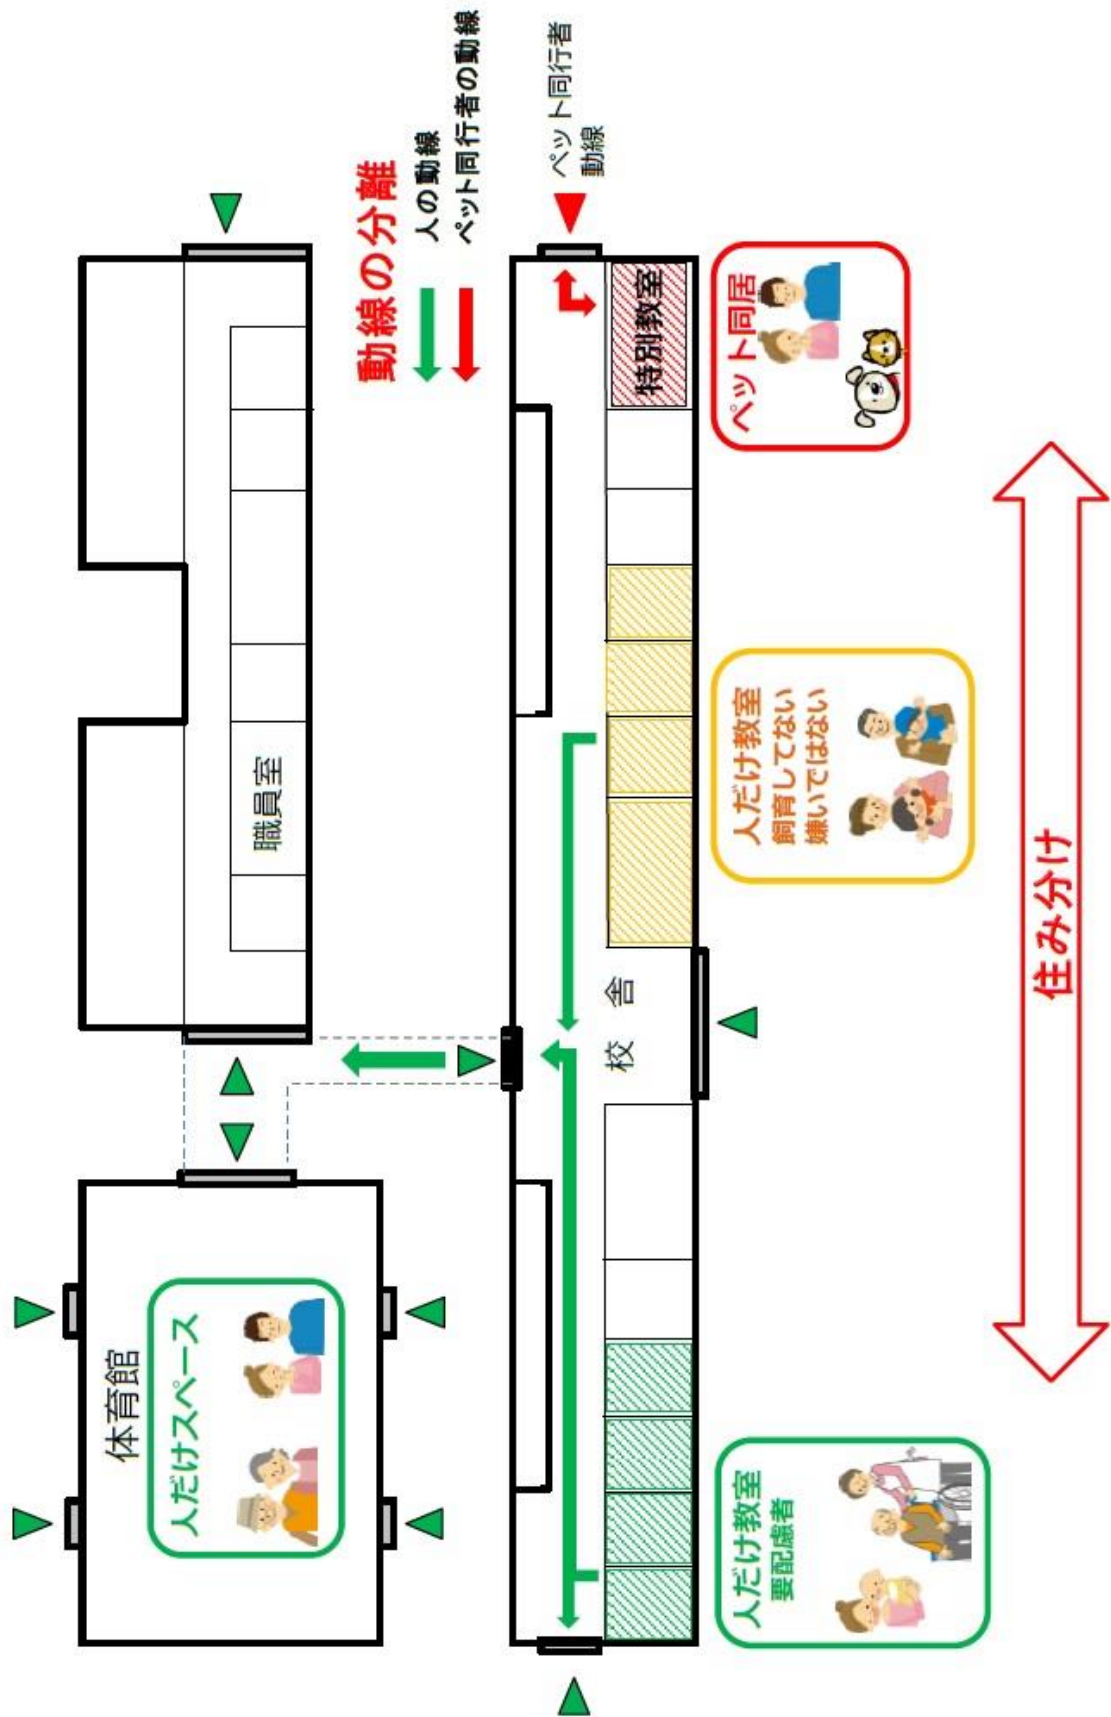 体育館
人だけスペース
職員室
動線の分離
人の動線
ペット同行者の動線
ペット同行者
動線
校
舎
特別教室
人だけ教室
要配慮者
人だけ教室
飼育してない
嫌いではない
ペット同居
住み分け